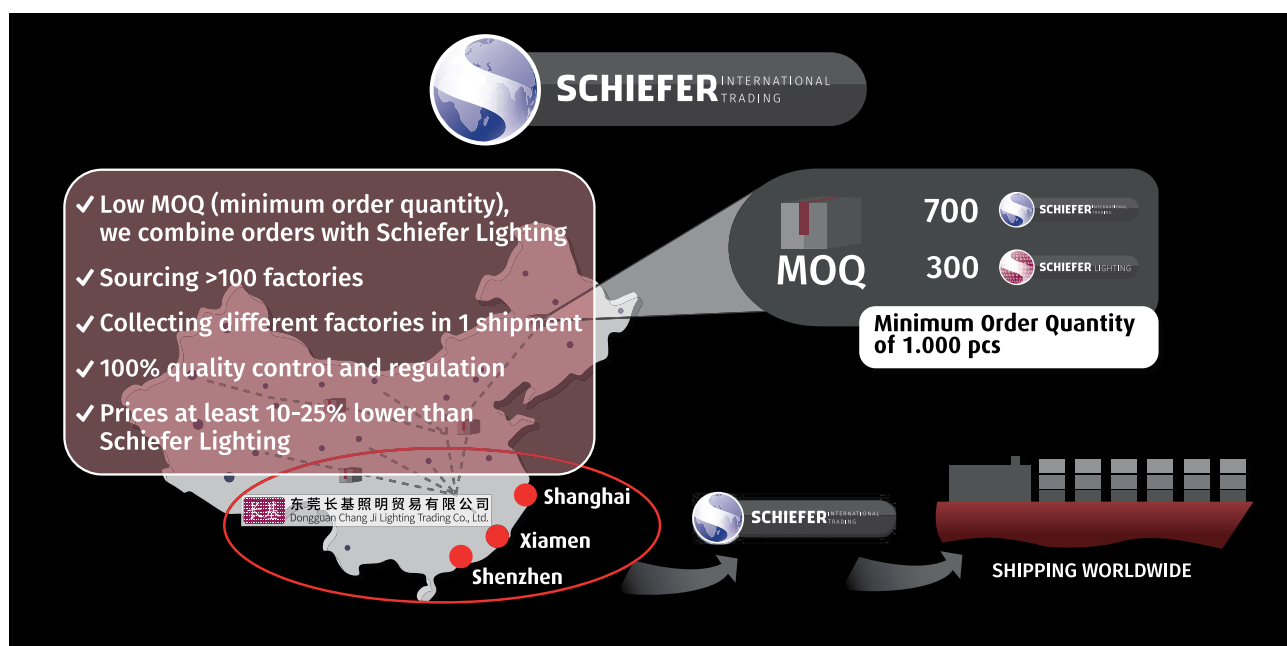 SCHIEFER INTERNATIONAL
TRADING
✓ Low MOQ (minimum order quantity),
we combine orders with Schiefer Lighting
✓ Sourcing >100 factories
✓ Collecting different factories in 1 shipment
✓ 100% quality control and regulation
✓ Prices at least 10-25% lower than
Schiefer Lighting
MOQ
700 SCHIEFER INTERNATIONAL
TRADING
300 SCHIEFER LIGHTING
Minimum Order Quantity
of 1.000 pcs
东莞长基照明贸易有限公司
Dongguan Chang Ji Lighting Trading Co., Ltd.
Shanghai
Xiamen
Shenzhen
SCHIEFER INTERNATIONAL
TRADING
SHIPPING WORLDWIDE